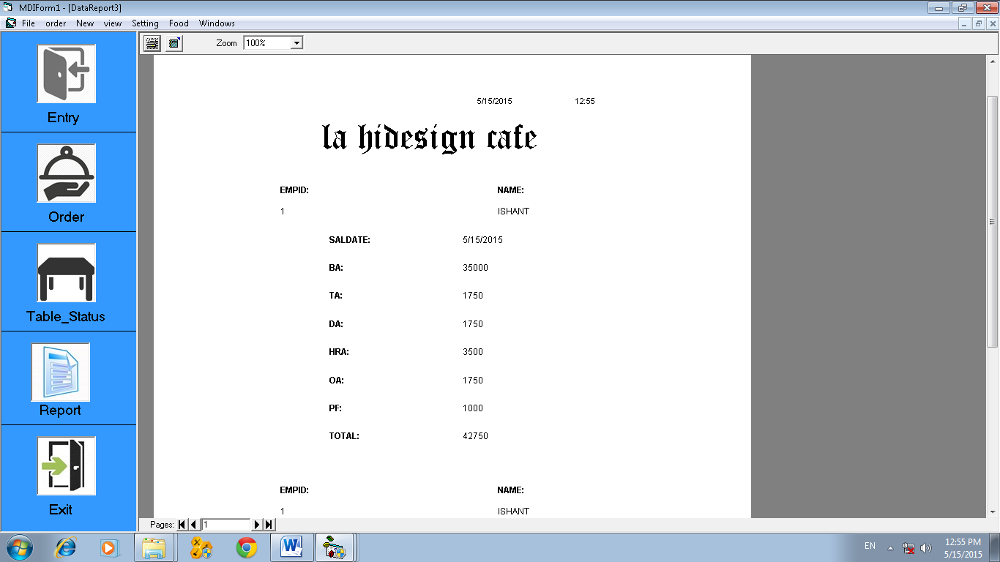 MDIForm1 - [DataReport3]
File order New view Setting Food Windows
Zoom 100%
Entry
Order
Table_Status
Report
Exit
5/15/2015 12:55
la hidesign cafe
EMPID: NAME:
1 ISHANT
SALDATE: 5/15/2015
BA: 35000
TA: 1750
DA: 1750
HRA: 3500
OA: 1750
PF: 1000
TOTAL: 42750
EMPID: NAME:
1 ISHANT
Pages: 1
EN 12:55 PM
5/15/2015